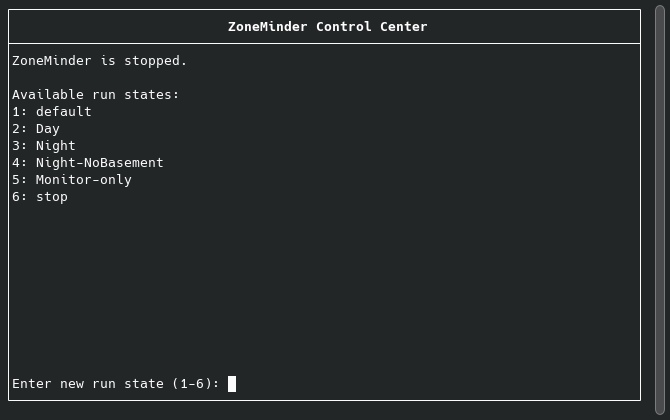 ZoneMinder Control Center
ZoneMinder is stopped.
Available run states:
1: default
2: Day
3: Night
4: Night-NoBasement
5: Monitor-only
6: stop
Enter new run state (1-6):